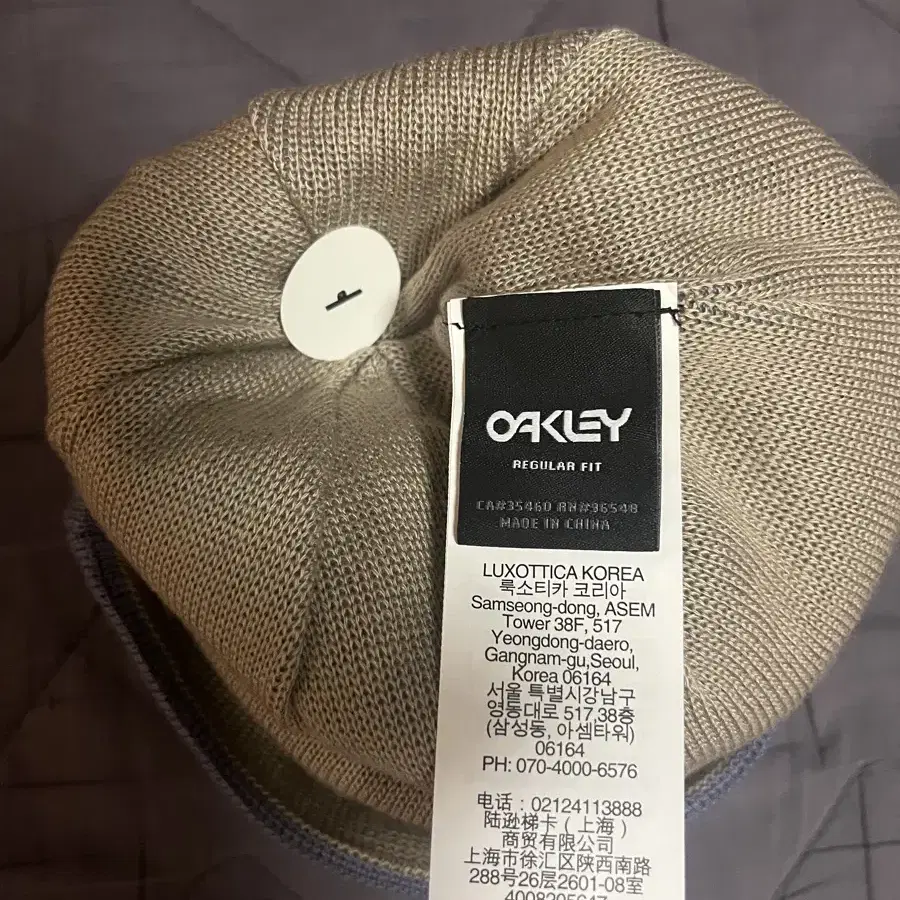 OAKLEY
REGULAR FIT
CA#35460 RN#96548
MADE IN CHINA
LUXOTTICA KOREA
룩소티카 코리아
Samseong-dong, ASEM
Tower 38F, 517
Yeongdong-daero,
Gangnam-gu,Seoul,
Korea 06164
서울 특별시강남구
영동대로 517,38층
(삼성동, 아셈타워)
06164
PH: 070-4000-6576
电话：02124113888
陆逊梯卡（上海）
商贸有限公司
上海市徐汇区陕西南路
288号26层2601-08室
4008205647